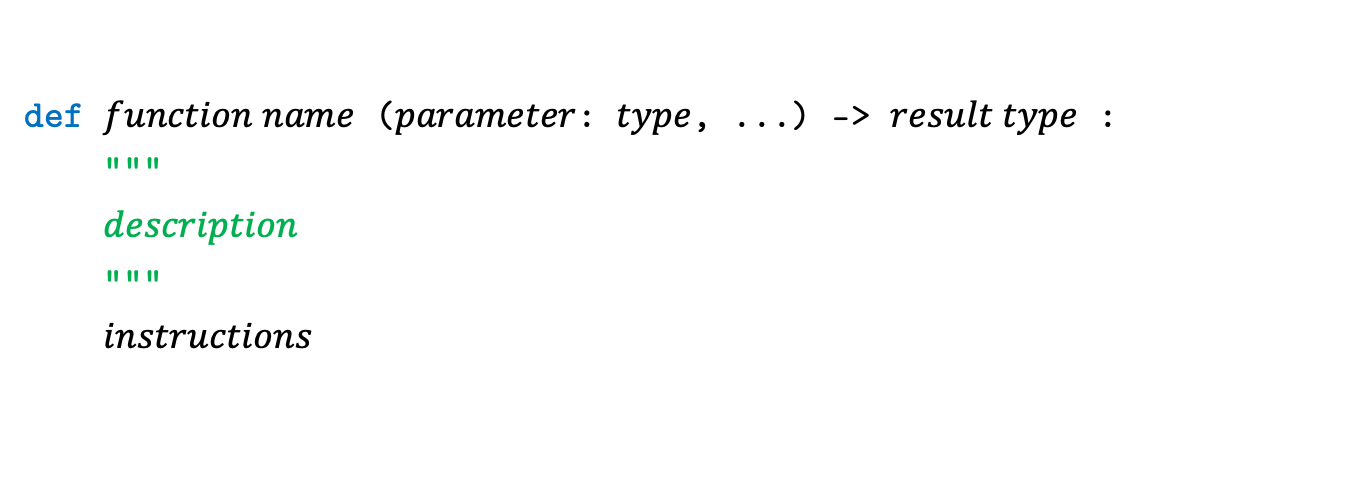 def function name (parameter: type, ...) -> result type :
"""
description
"""
instructions